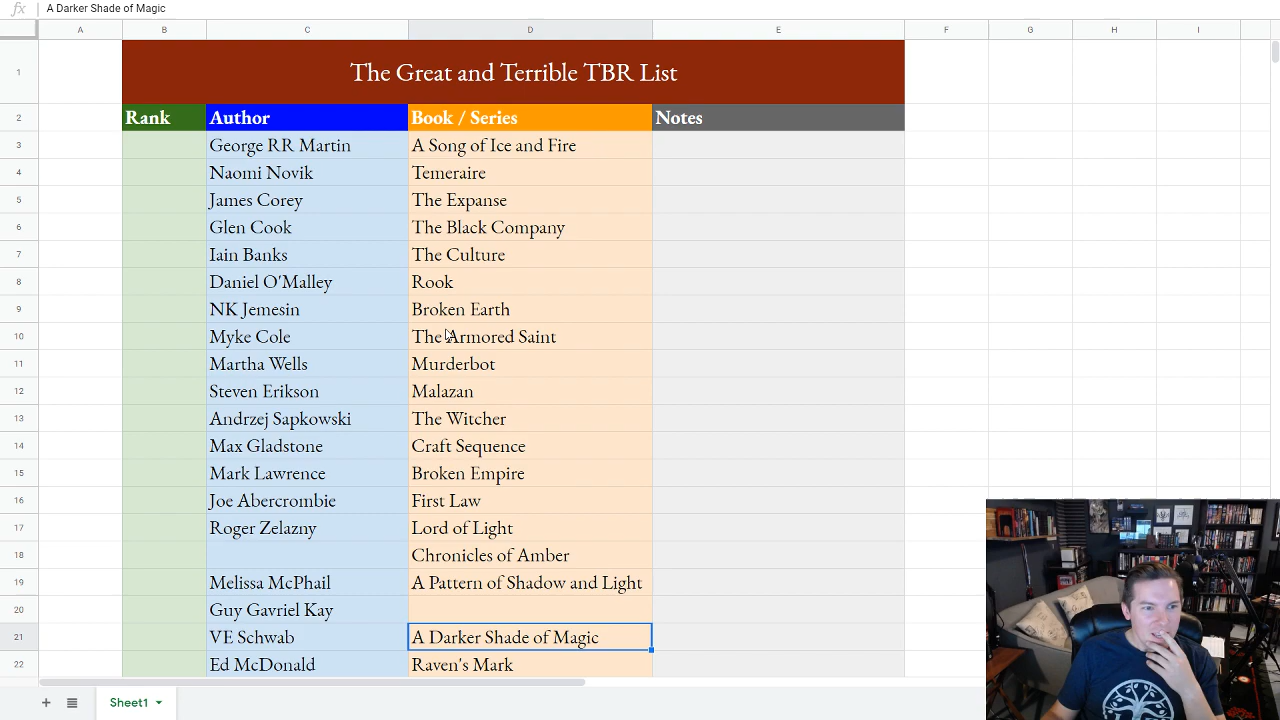 fx A Darker Shade of Magic
A B C D E F G H I
1 The Great and Terrible TBR List
2 Rank Author Book / Series Notes
3 George RR Martin A Song of Ice and Fire
4 Naomi Novik Temeraire
5 James Corey The Expanse
6 Glen Cook The Black Company
7 Iain Banks The Culture
8 Daniel O'Malley Rook
9 NK Jemesin Broken Earth
10 Myke Cole The Armored Saint
11 Martha Wells Murderbot
12 Steven Erikson Malazan
13 Andrzej Sapkowski The Witcher
14 Max Gladstone Craft Sequence
15 Mark Lawrence Broken Empire
16 Joe Abercrombie First Law
17 Roger Zelazny Lord of Light
18 Chronicles of Amber
19 Melissa McPhail A Pattern of Shadow and Light
20 Guy Gavriel Kay
21 VE Schwab A Darker Shade of Magic
22 Ed McDonald Raven's Mark
Sheet1